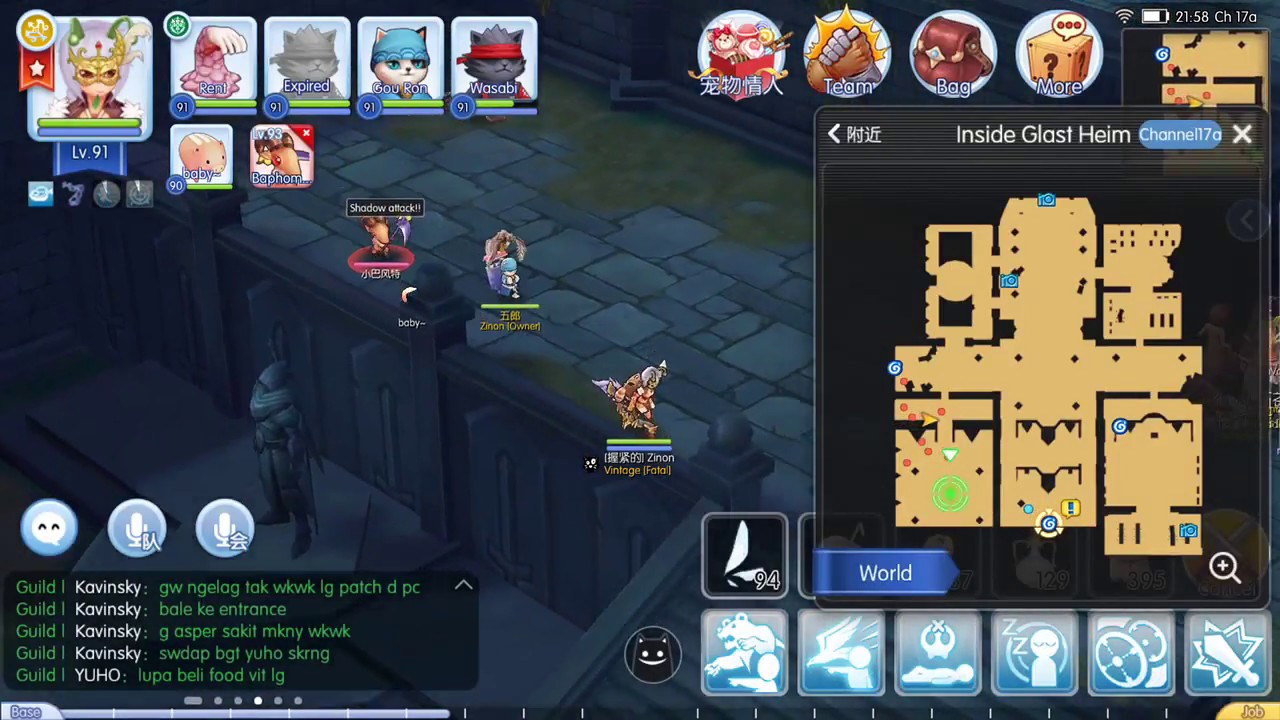 21:58 Ch 17a
Lv.91
Rent
91
Expired
91
Gou Ron
91
Wasabi
91
baby~
90
Lv.93
Baphom...
宠物情人
Team
Bag
More
附近
Inside Glast Heim
Channel17a
Shadow attack!!
小巴风特
baby~
五郎
Zinon [Owner]
[握紧的] Zinon
Vintage [Fatal]
队
会
94
129
395
World
Guild | Kavinsky: gw ngelag tak wkwk lg patch d pc
Guild | Kavinsky: bale ke entrance
Guild | Kavinsky: g asper sakit mkny wkwk
Guild | Kavinsky: swdap bgt yuho skrng
Guild | YUHO: lupa beli food vit lg
Base
Job